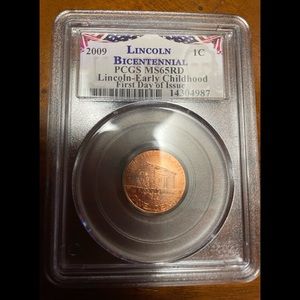 2009 LINCOLN 1C
BICENTENNIAL
PCGS MS65RD
Lincoln-Early Childhood
First Day of Issue
14304987